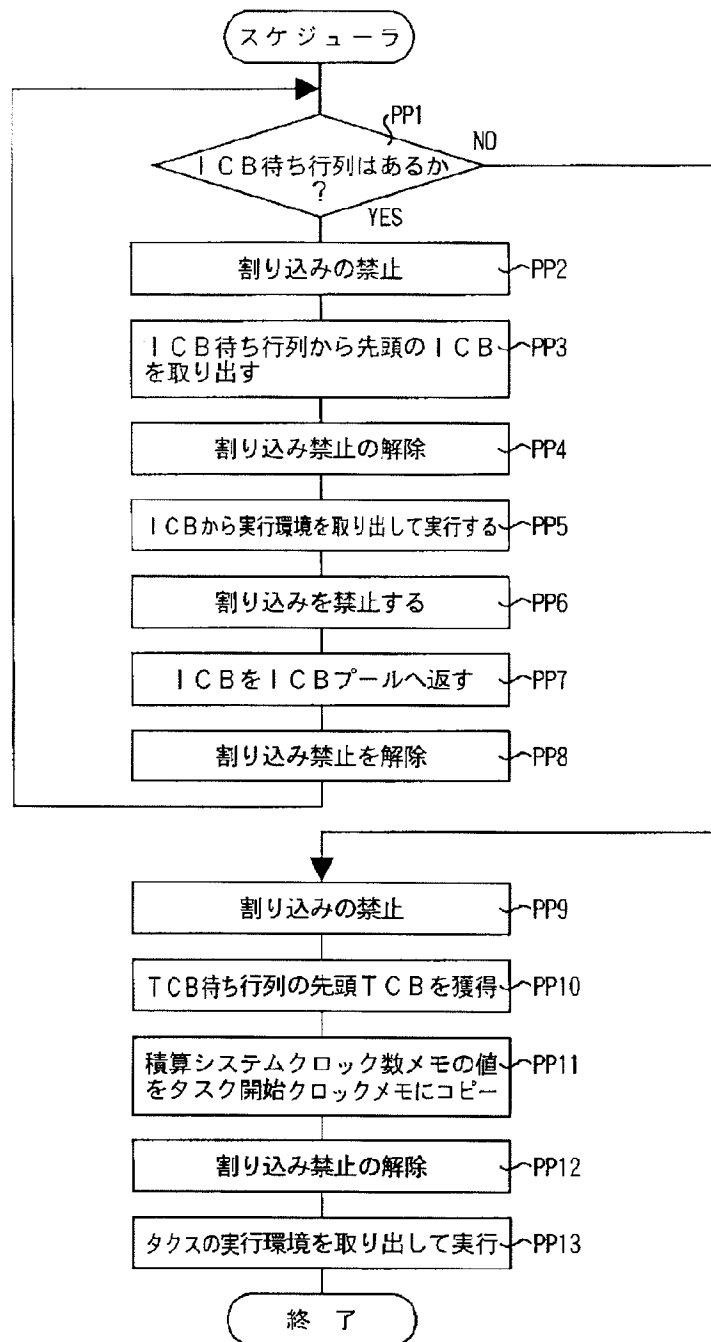 スケジューラ
PP1
NO
ICB待ち行列はあるか
?
YES
割り込みの禁止
PP2
ICB待ち行列から先頭のICB
を取り出す
PP3
割り込み禁止の解除
PP4
ICBから実行環境を取り出して実行する
PP5
割り込みを禁止する
PP6
ICBをICBプールへ返す
PP7
割り込み禁止を解除
PP8
割り込みの禁止
PP9
TCB待ち行列の先頭TCBを獲得
PP10
積算システムクロック数メモの値
をタスク開始クロックメモにコピー
PP11
割り込み禁止の解除
PP12
タクスの実行環境を取り出して実行
PP13
終了